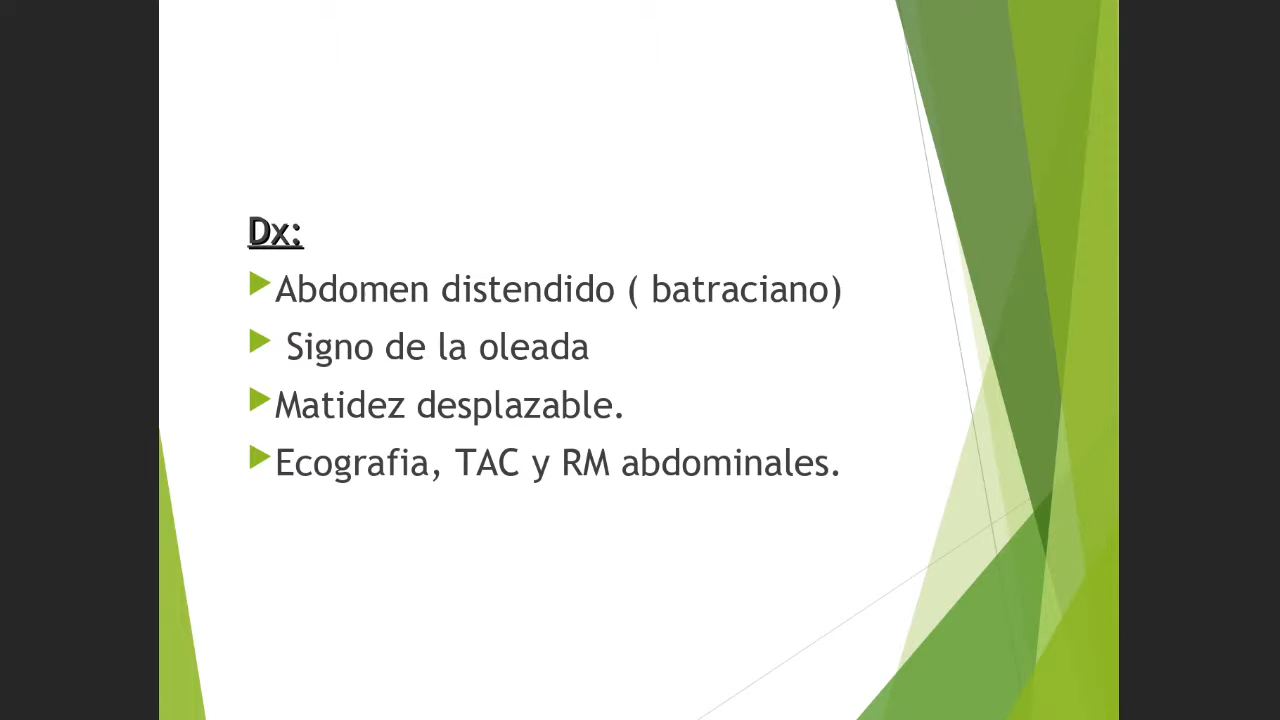 Dx:
Abdomen distendido ( batraciano)
Signo de la oleada
Matidez desplazable.
Ecografia, TAC y RM abdominales.